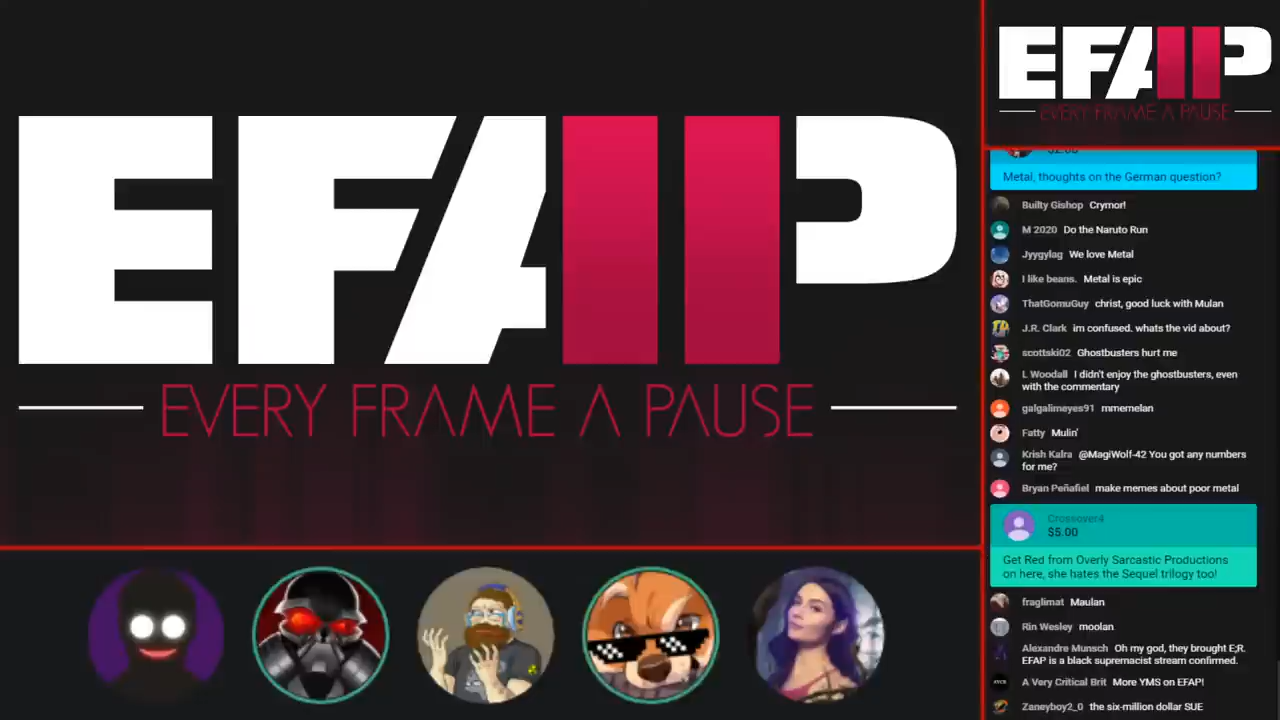 EFAP
EVERY FRAME A PAUSE
EFAP
EVERY FRAME A PAUSE
$2.00
Metal, thoughts on the German question?
Builty Gishop Crymor!
M 2020 Do the Naruto Run
Jyygylag We love Metal
I like beans. Metal is epic
ThatGomuGuy christ, good luck with Mulan
J.R. Clark im confused. whats the vid about?
scottski02 Ghostbusters hurt me
L Woodall I didn't enjoy the ghostbusters, even
with the commentary
galgalimeyes91 mmemelan
Fatty Mulin'
Krish Kalra @MagiWolf-42 You got any numbers
for me?
Bryan Peñafiel make memes about poor metal
Crossover4
$5.00
Get Red from Overly Sarcastic Productions
on here, she hates the Sequel trilogy too!
fraglimat Maulan
Rin Wesley moolan
Alexandre Munsch Oh my god, they brought E;R.
EFAP is a black supremacist stream confirmed.
A Very Critical Brit More YMS on EFAP!
Zaneyboy2_0 the six-million dollar SUE